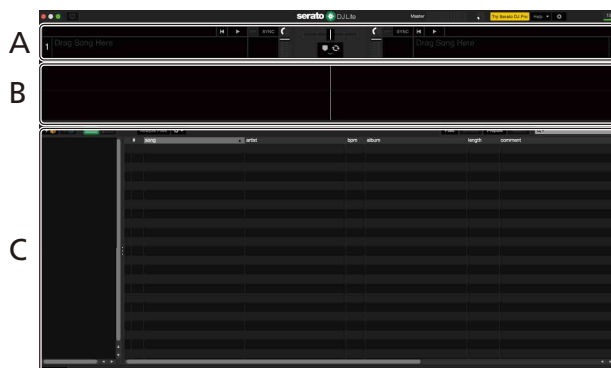 serato DJ Lite Master Try Serato DJ Pro Help
A
SYNC SYNC
1 Drag Song Here Drag Song Here
B
# song artist bpm album length comment
C